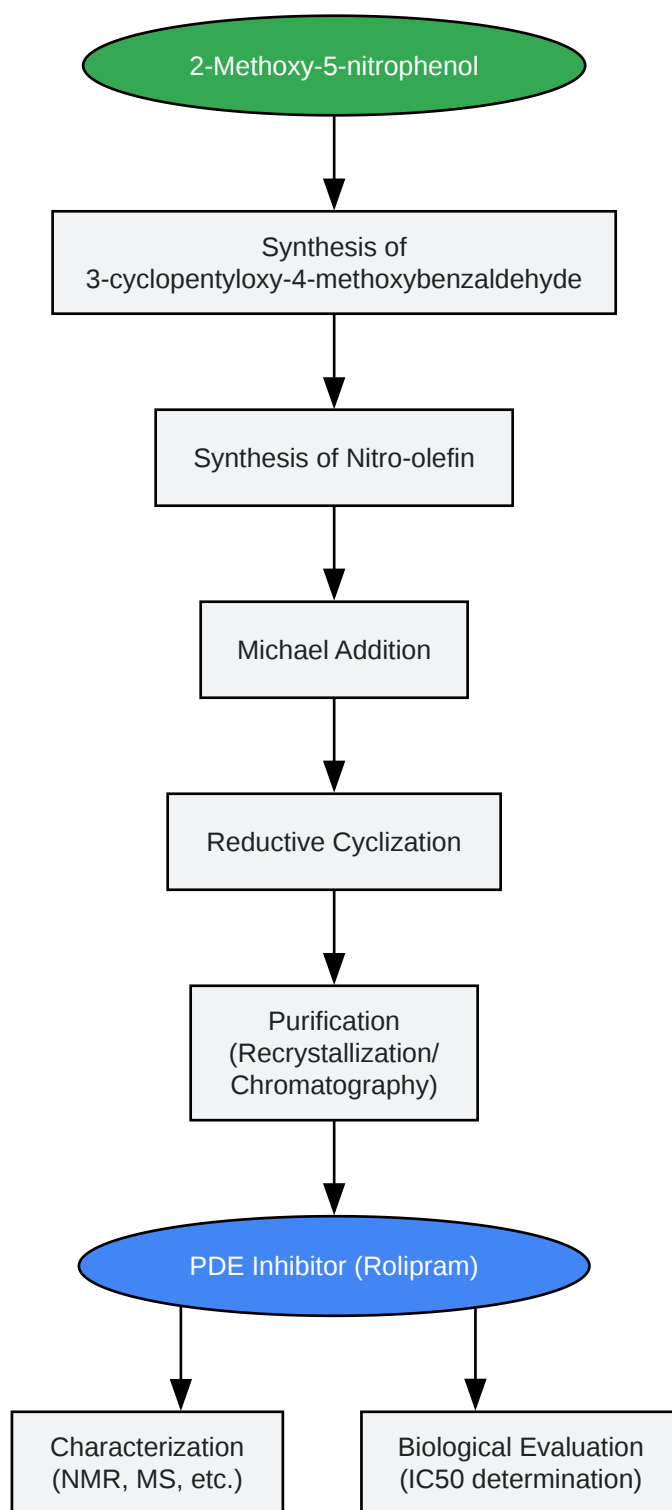 2-Methoxy-5-nitrophenol
Synthesis of
3-cyclopentyloxy-4-methoxybenzaldehyde
Synthesis of Nitro-olefin
Michael Addition
Reductive Cyclization
Purification
(Recrystallization/
Chromatography)
PDE Inhibitor (Rolipram)
Characterization
(NMR, MS, etc.)
Biological Evaluation
(IC50 determination)